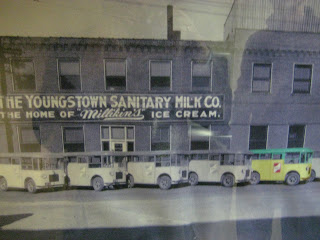 THE YOUNGSTOWN SANITARY MILK CO.
THE HOME OF Millikin's ICE CREAM.